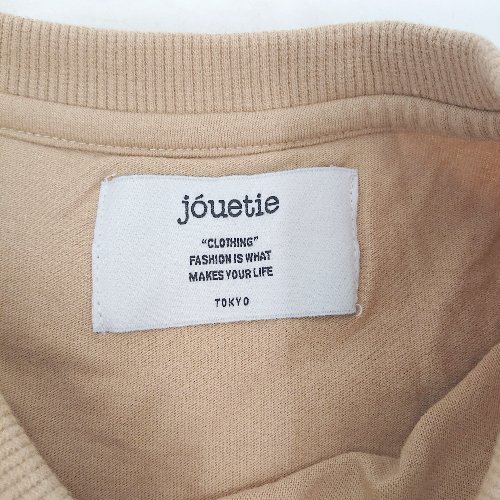 jóuetie
“CLOTHING”
FASHION IS WHAT
MAKES YOUR LIFE
TOKYO